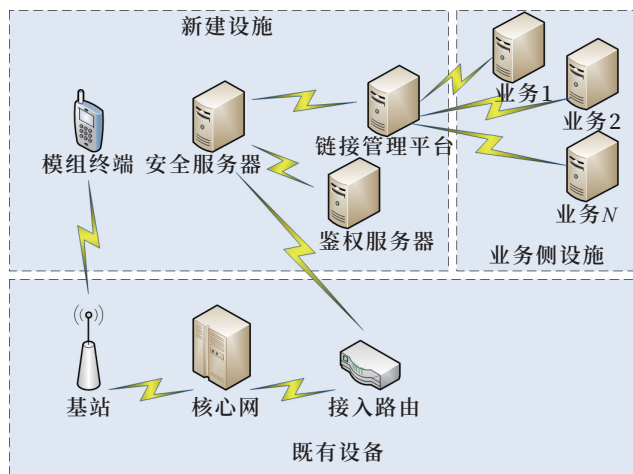 新建设施
业务1
业务2
模组终端
安全服务器
链接管理平台
业务N
鉴权服务器
业务侧设施
基站
核心网
接入路由
既有设备